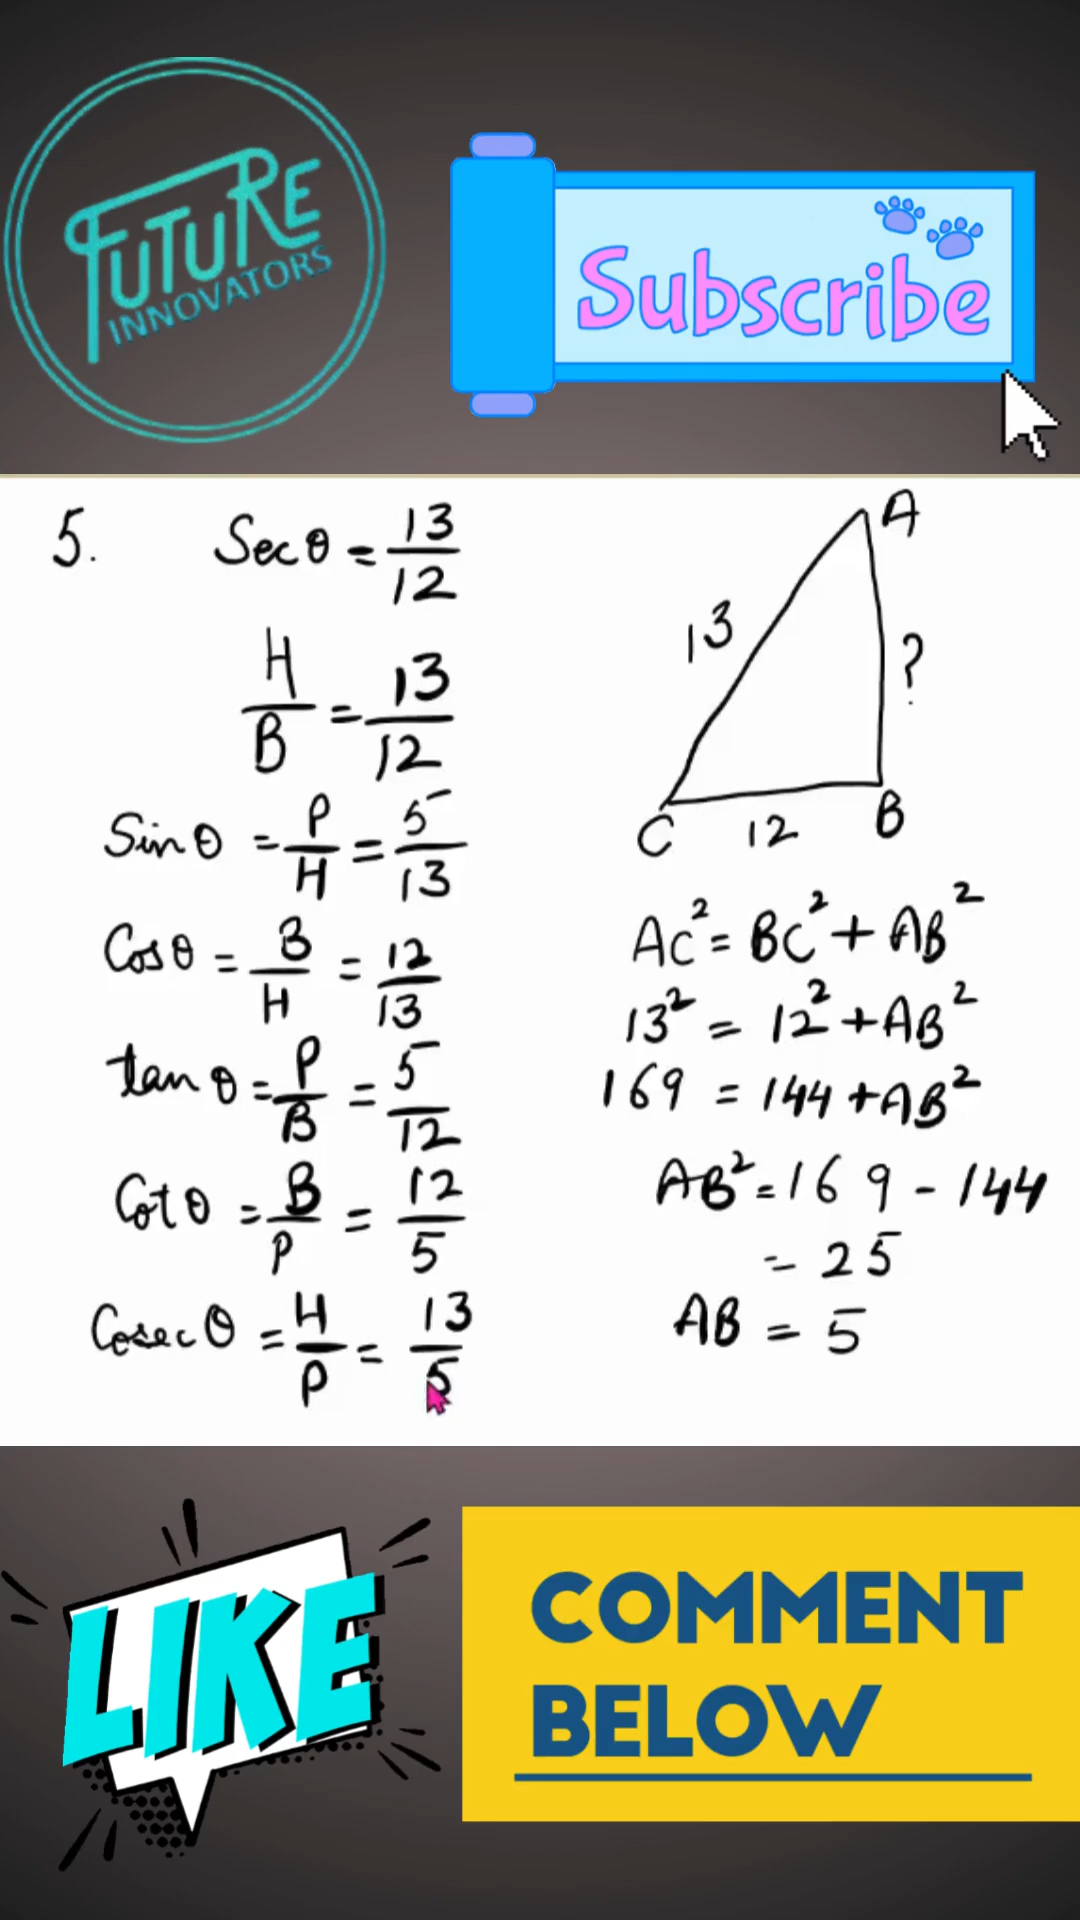 FUTURE
INNOVATORS
Subscribe
5. Secθ = 13/12
H/B = 13/12
Sinθ = P/H = 5/13
Cosθ = B/H = 12/13
tanθ = P/B = 5/12
Cotθ = B/P = 12/5
Cosecθ = H/P = 13/5
A
13
?
C 12 B
AC² = BC² + AB²
13² = 12² + AB²
169 = 144 + AB²
AB² = 169 - 144
= 25
AB = 5
LIKE
COMMENT
BELOW